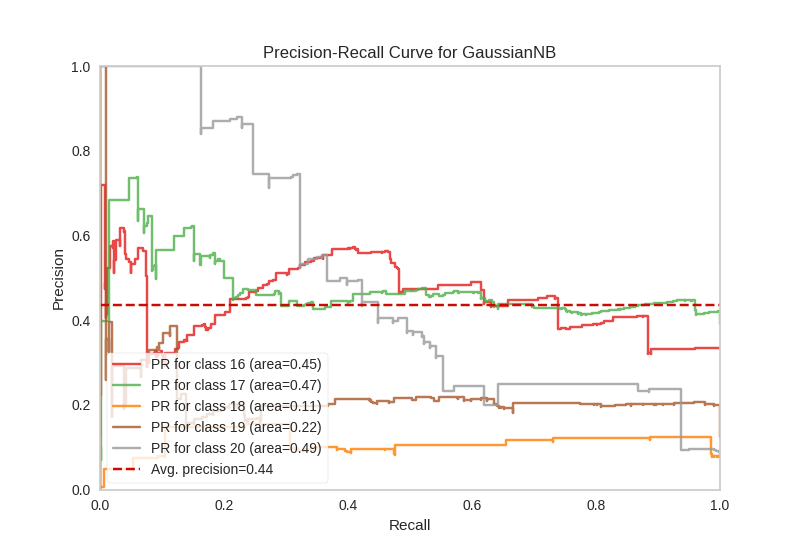 Precision-Recall Curve for GaussianNB
1.0
0.8
0.6
0.4
0.2
0.0
Precision
PR for class 16 (area=0.45)
PR for class 17 (area=0.47)
PR for class 18 (area=0.11)
PR for class 19 (area=0.22)
PR for class 20 (area=0.49)
Avg. precision=0.44
0.0 0.2 0.4 0.6 0.8 1.0
Recall